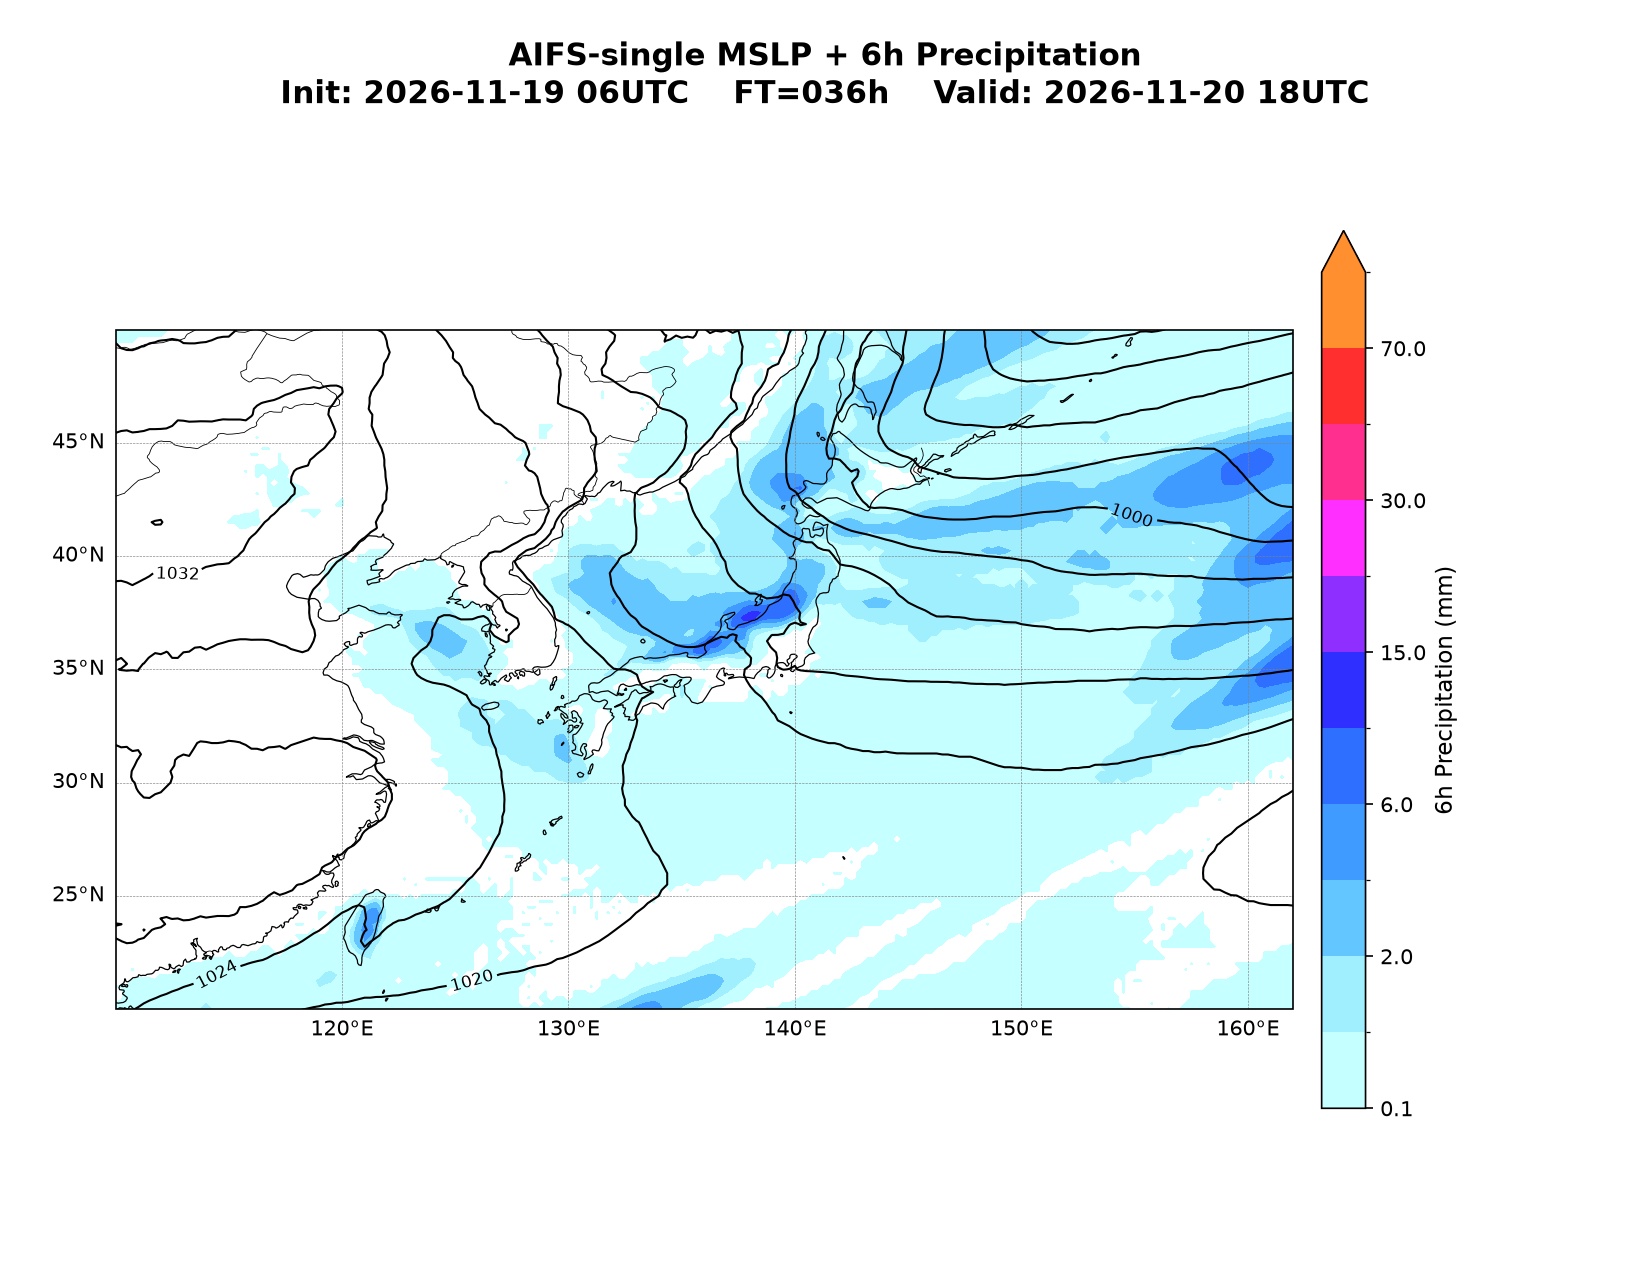 AIFS-single MSLP + 6h Precipitation
Init: 2026-11-19 06UTC    FT=036h    Valid: 2026-11-20 18UTC
45°N
40°N
35°N
30°N
25°N
120°E
130°E
140°E
150°E
160°E
1032
1024
1020
1000
70.0
30.0
15.0
6.0
2.0
0.1
6h Precipitation (mm)